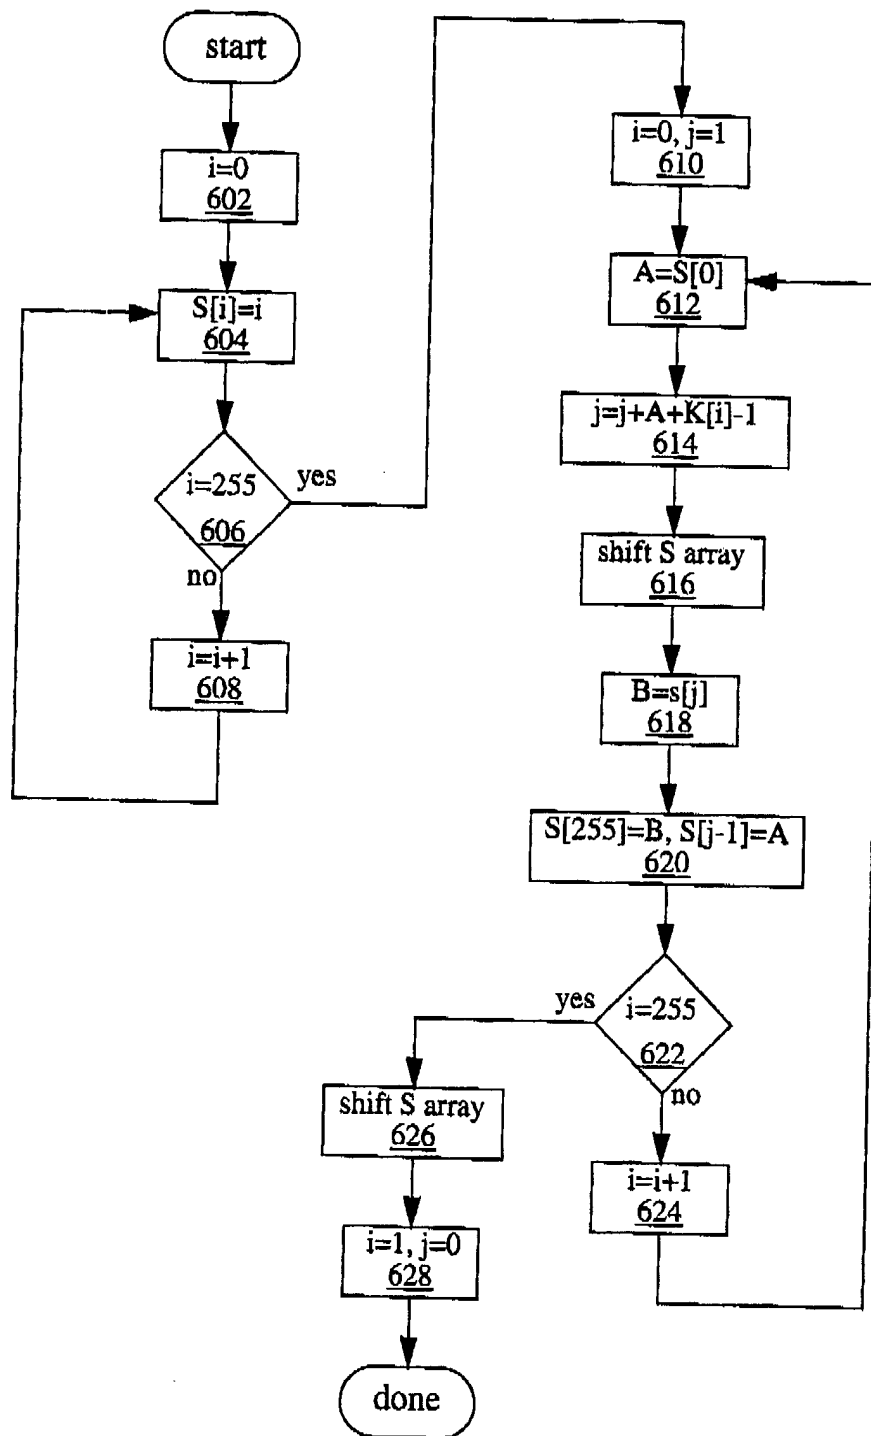 start
i=0
602
S[i]=i
604
i=255
606
yes
no
i=i+1
608
i=0, j=1
610
A=S[0]
612
j=j+A+K[i]-1
614
shift S array
616
B=s[j]
618
S[255]=B, S[j-1]=A
620
i=255
622
yes
no
i=i+1
624
shift S array
626
i=1, j=0
628
done